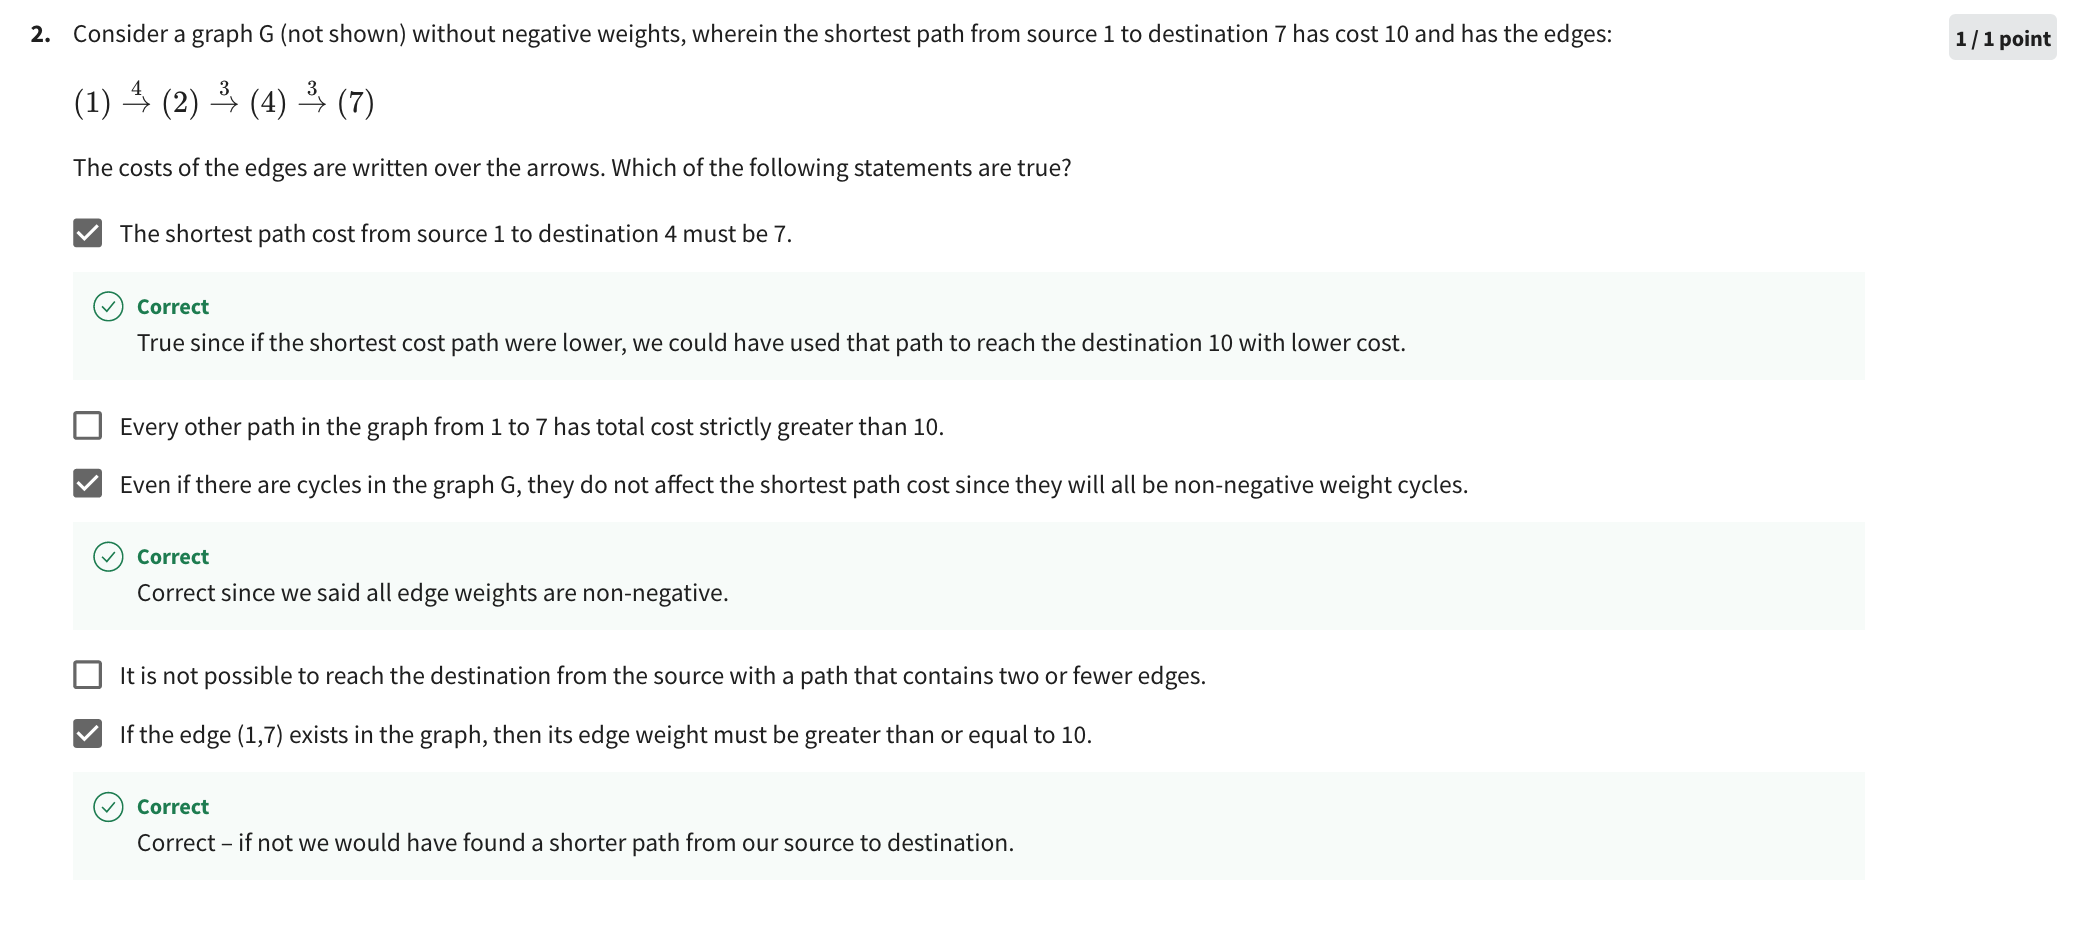 2. Consider a graph G (not shown) without negative weights, wherein the shortest path from source 1 to destination 7 has cost 10 and has the edges:
1 / 1 point
(1) →^4 (2) →^3 (4) →^3 (7)
The costs of the edges are written over the arrows. Which of the following statements are true?
The shortest path cost from source 1 to destination 4 must be 7.
Correct
True since if the shortest cost path were lower, we could have used that path to reach the destination 10 with lower cost.
Every other path in the graph from 1 to 7 has total cost strictly greater than 10.
Even if there are cycles in the graph G, they do not affect the shortest path cost since they will all be non-negative weight cycles.
Correct
Correct since we said all edge weights are non-negative.
It is not possible to reach the destination from the source with a path that contains two or fewer edges.
If the edge (1,7) exists in the graph, then its edge weight must be greater than or equal to 10.
Correct
Correct – if not we would have found a shorter path from our source to destination.